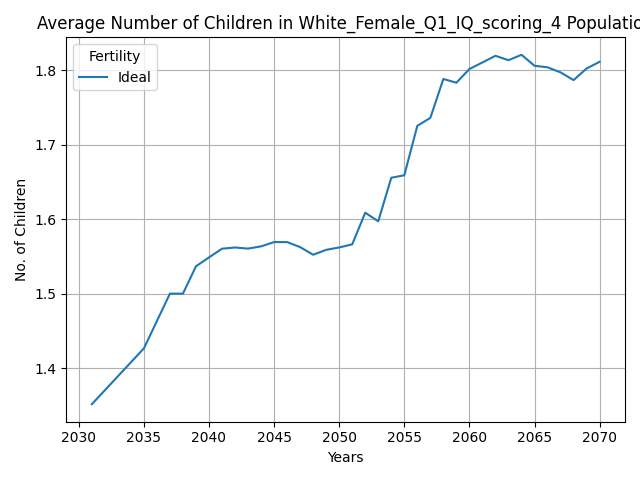 Average Number of Children in White_Female_Q1_IQ_scoring_4 Populatio
Fertility
Ideal
No. of Children
1.8
1.7
1.6
1.5
1.4
2030 2035 2040 2045 2050 2055 2060 2065 2070
Years